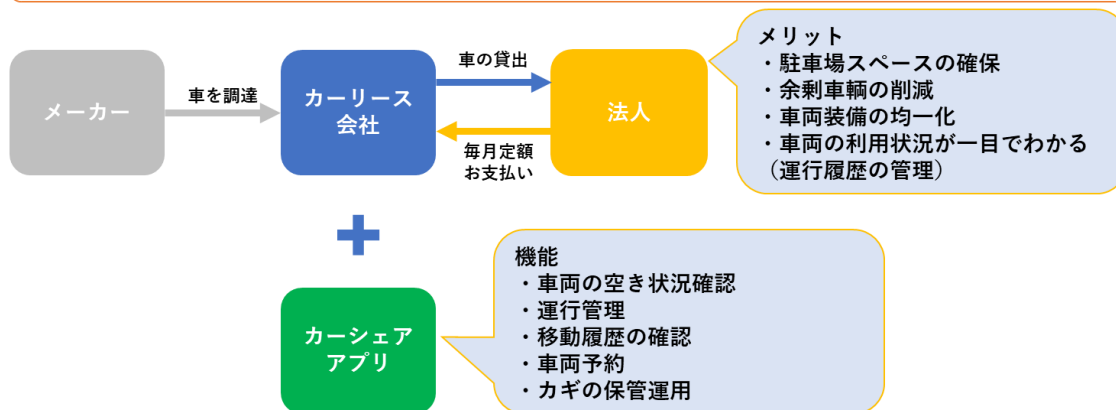 メーカー
車を調達
カーリース
会社
車の貸出
毎月定額
お支払い
法人
メリット
・駐車場スペースの確保
・余剰車輌の削減
・車両装備の均一化
・車両の利用状況が一目でわかる
（運行履歴の管理）
カーシェア
アプリ
機能
・車両の空き状況確認
・運行管理
・移動履歴の確認
・車両予約
・カギの保管運用